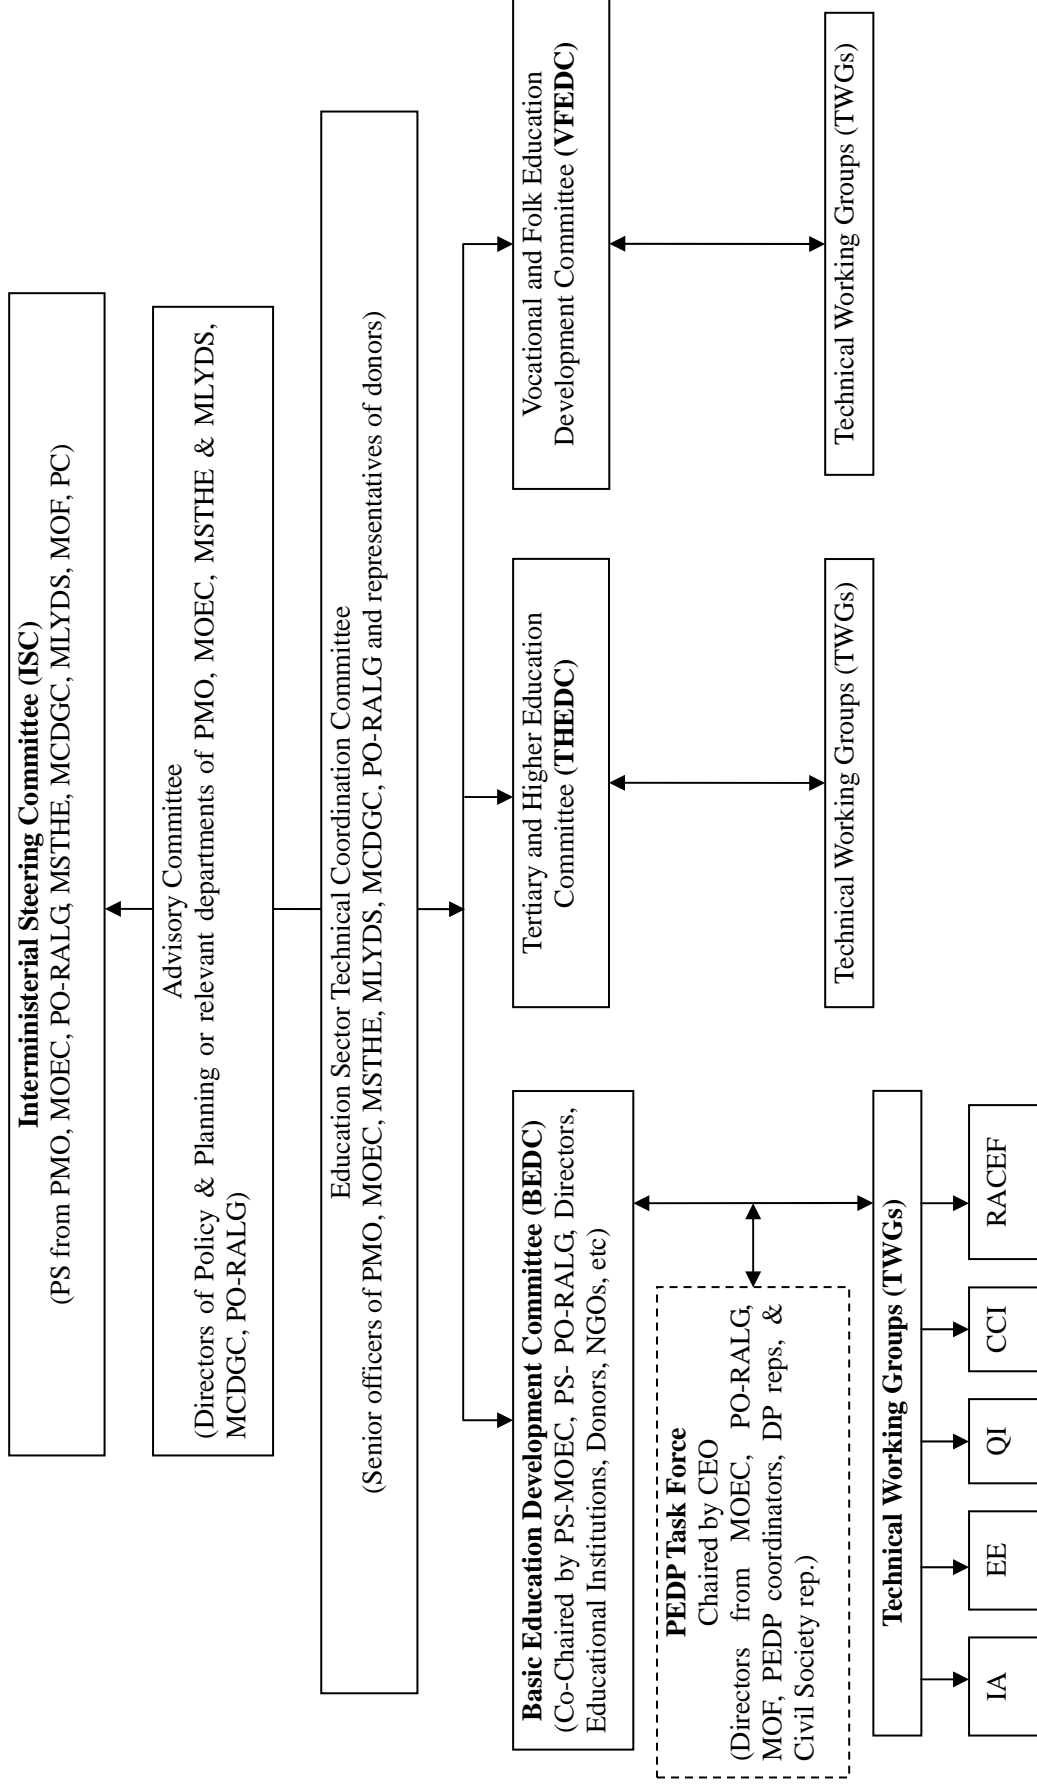 Interministerial Steering Committee (ISC)
(PS from PMO, MOEC, PO-RALG, MSTHE, MCDGC, MLYDS, MOF, PC)
Advisory Committee
(Directors of Policy & Planning or relevant departments of PMO, MOEC, MSTHE & MLYDS,
MCDGC, PO-RALG)
Education Sector Technical Coordination Committee
(Senior officers of PMO, MOEC, MSTHE, MLYDS, MCDGC, PO-RALG and representatives of donors)
Basic Education Development Committee (BEDC)
(Co-Chaired by PS-MOEC, PS- PO-RALG, Directors,
Educational Institutions, Donors, NGOs, etc)
Tertiary and Higher Education
Committee (THEDC)
Vocational and Folk Education
Development Committee (VFEDC)
PEDP Task Force
Chaired by CEO
(Directors from MOEC, PO-RALG,
MOF, PEDP coordinators, DP reps, &
Civil Society rep.)
Technical Working Groups (TWGs)
Technical Working Groups (TWGs)
Technical Working Groups (TWGs)
IA
EE
QI
CCI
RACEF